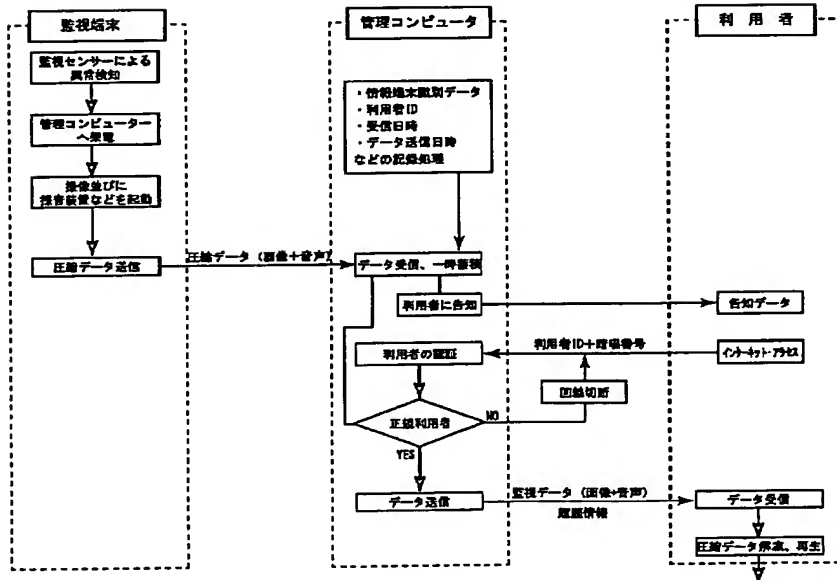 監視端末
監視センサーによる
異常検知
管理コンピューター
へ架電
撮像並びに
採音装置などを起動
圧縮データ送信
圧縮データ(画像+音声)
管理コンピュータ
・情報端末識別データ
・利用者ID
・受信日時
・データ送信日時
などの記録処理
データ受信、一時蓄積
利用者に告知
利用者の認証
正規利用者
NO
YES
データ送信
回線切断
利用者ID+暗証番号
監視データ(画像+音声)
履歴情報
利用者
告知データ
インターネット・アクセス
データ受信
圧縮データ解凍、再生